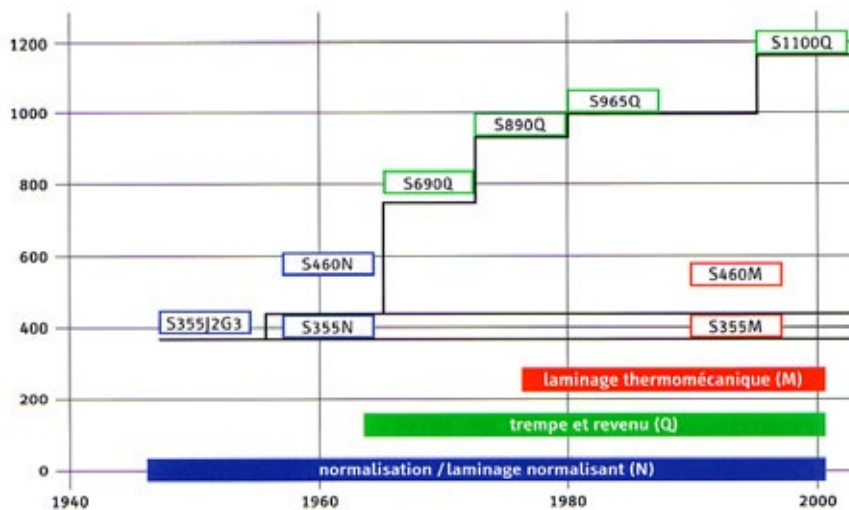 1200
S1100Q
S965Q
1000
S890Q
800
S690Q
600
S460N
S460M
S355J2G3
S355N
S355M
400
laminage thermomécanique (M)
200
trempe et revenu (Q)
0
normalisation / laminage normalisant (N)
1940
1960
1980
2000